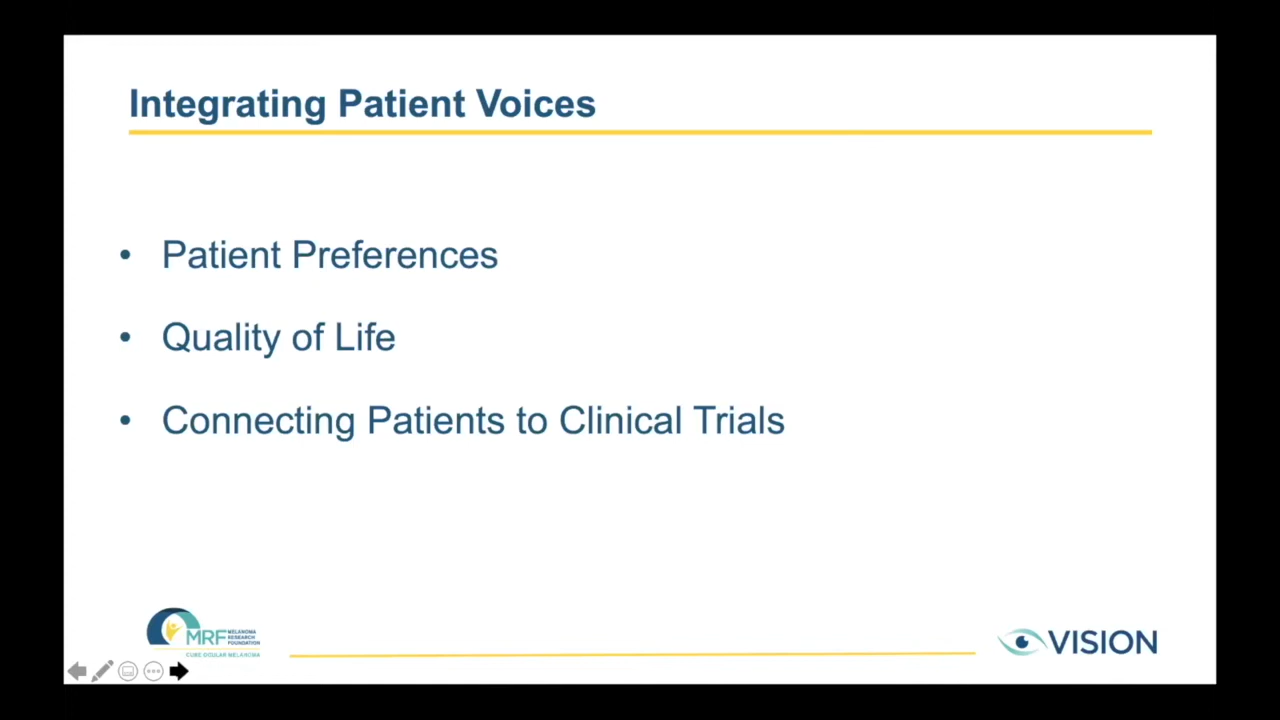 Integrating Patient Voices
• Patient Preferences
• Quality of Life
• Connecting Patients to Clinical Trials
MRF
MELANOMA
RESEARCH
FOUNDATION
CURE OCULAR MELANOMA
VISION